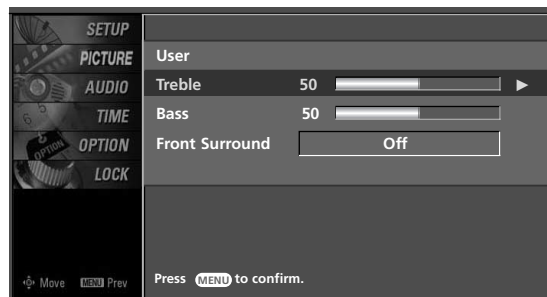 SETUP
PICTURE
AUDIO
TIME
OPTION
LOCK
Move MENU Prev
User
Treble 50
Bass 50
Front Surround Off
Press MENU to confirm.